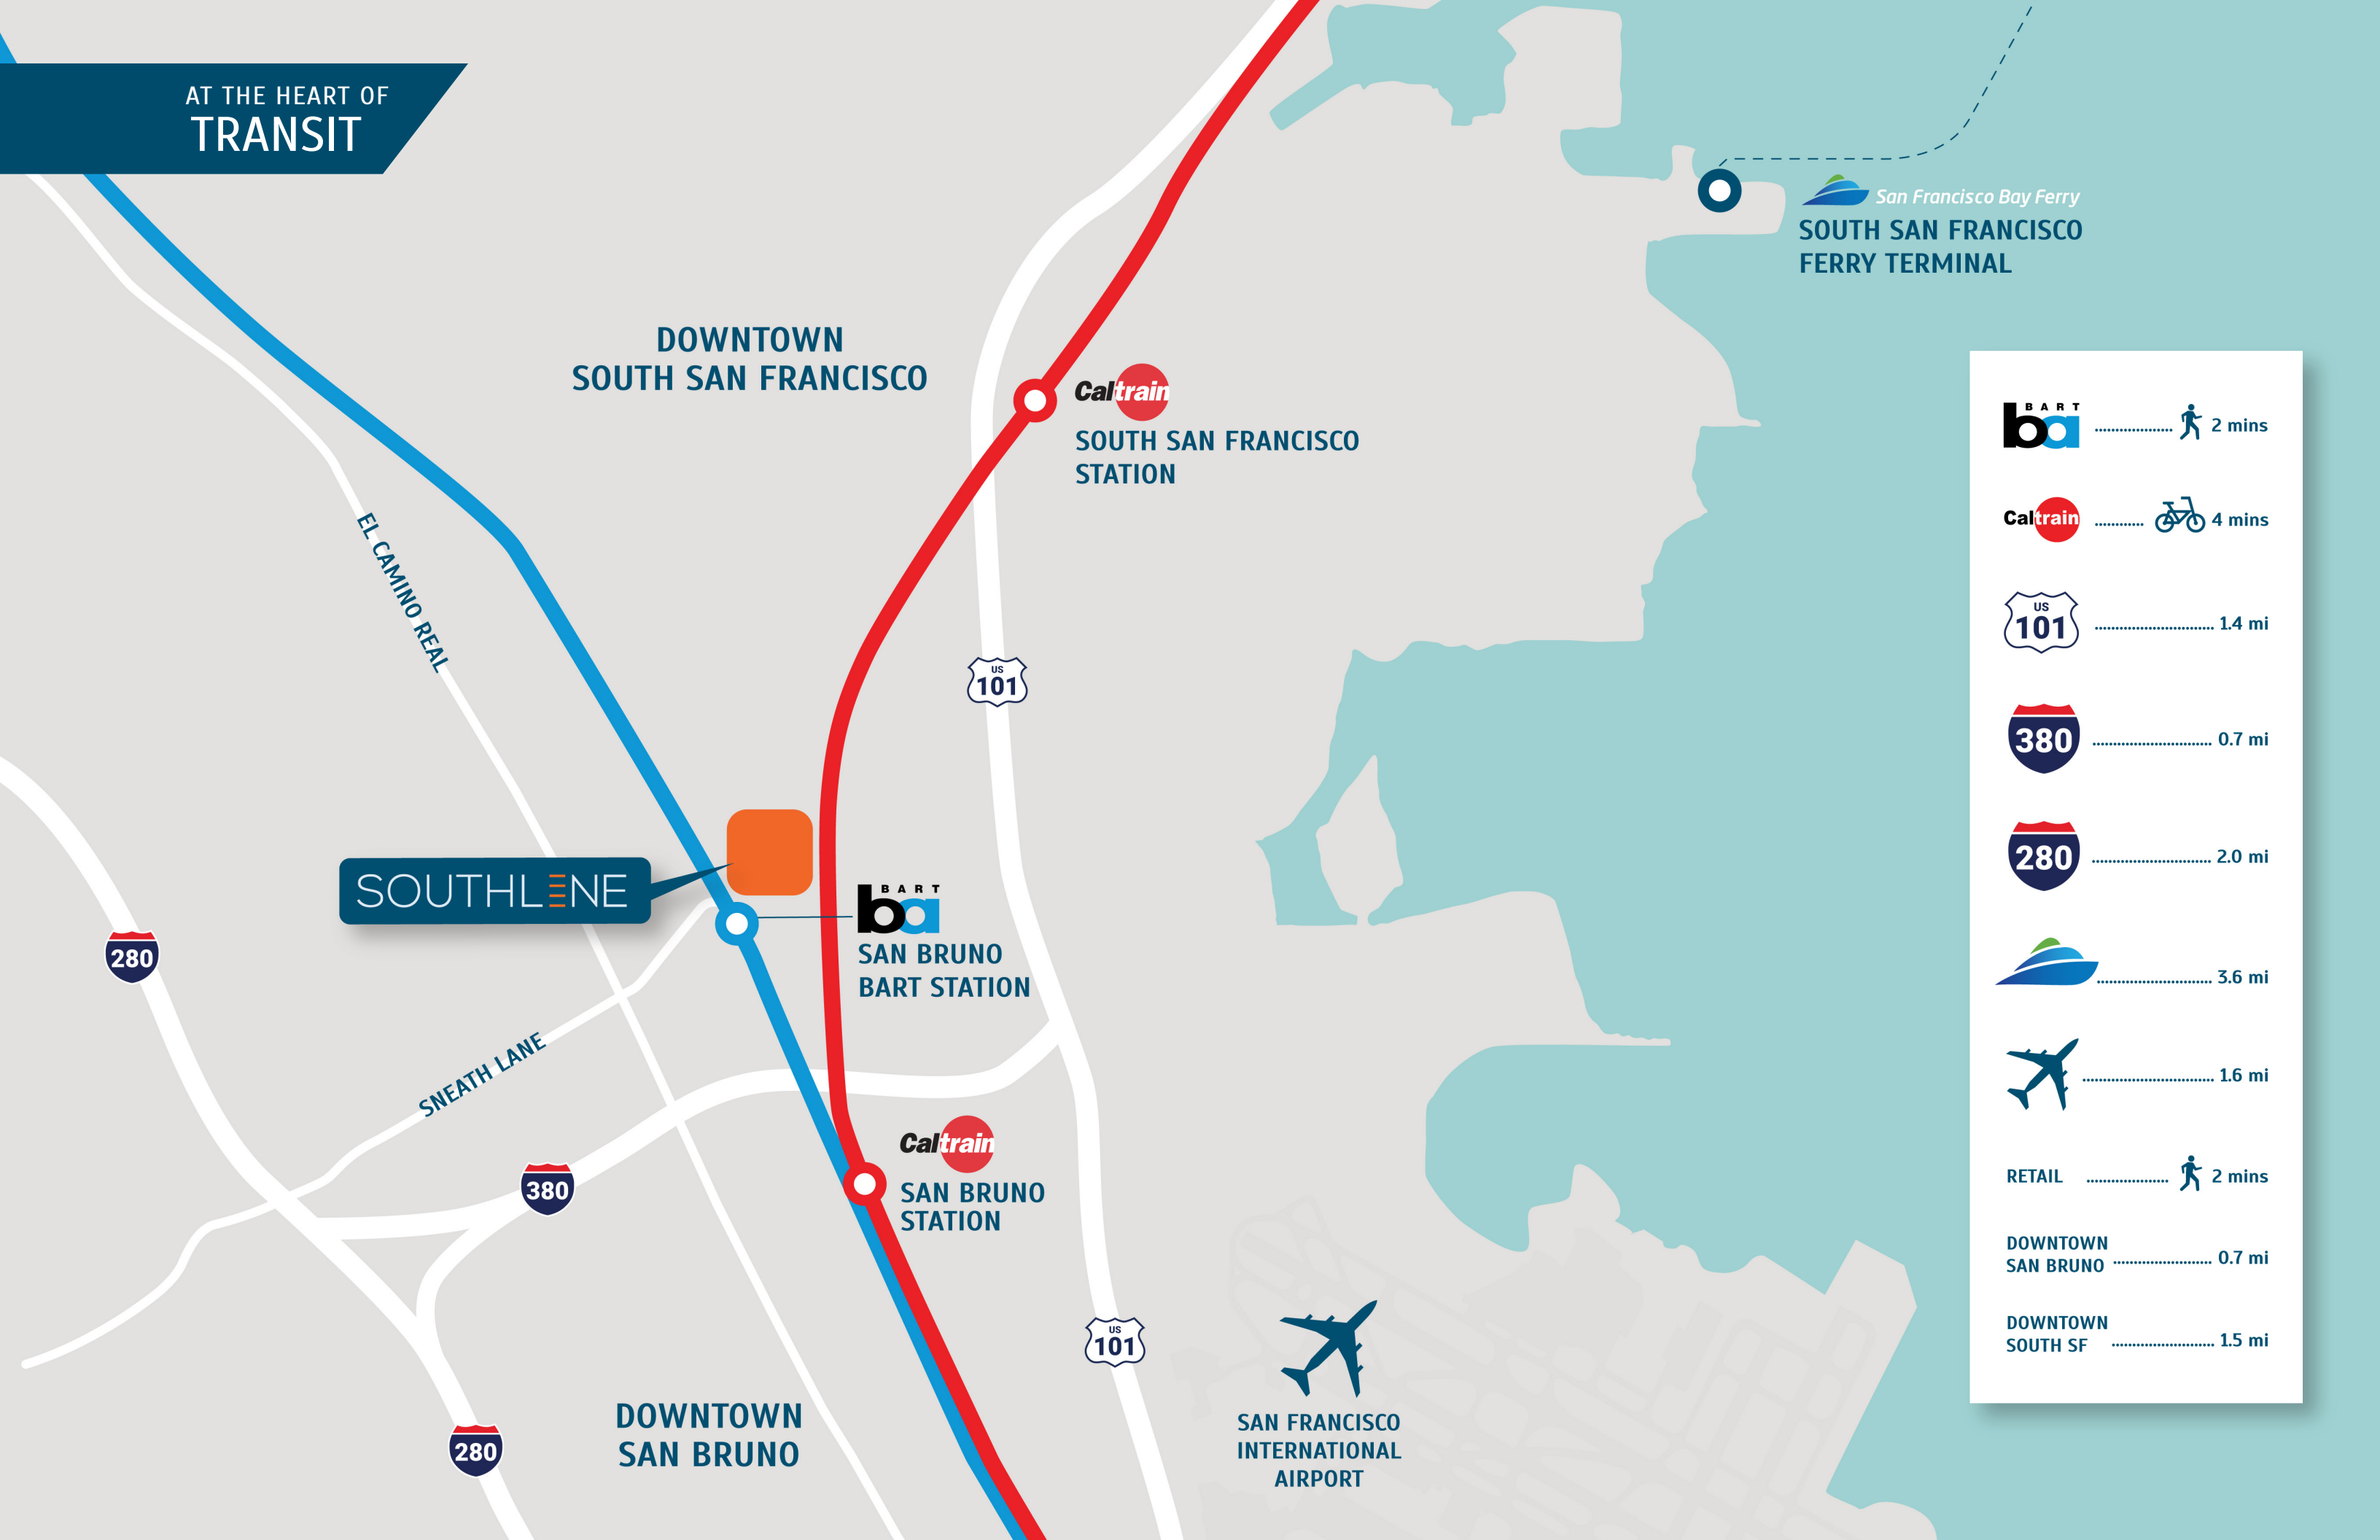 AT THE HEART OF
TRANSIT
San Francisco Bay Ferry
SOUTH SAN FRANCISCO
FERRY TERMINAL
DOWNTOWN
SOUTH SAN FRANCISCO
Caltrain
SOUTH SAN FRANCISCO
STATION
EL CAMINO REAL
US
101
SOUTHLINE
BART
ba
SAN BRUNO
BART STATION
280
SNEATH LANE
380
Caltrain
SAN BRUNO
STATION
US
101
280
DOWNTOWN
SAN BRUNO
SAN FRANCISCO
INTERNATIONAL
AIRPORT
BART
ba 2 mins
Caltrain 4 mins
US
101 1.4 mi
380 0.7 mi
280 2.0 mi
3.6 mi
1.6 mi
RETAIL 2 mins
DOWNTOWN
SAN BRUNO 0.7 mi
DOWNTOWN
SOUTH SF 1.5 mi